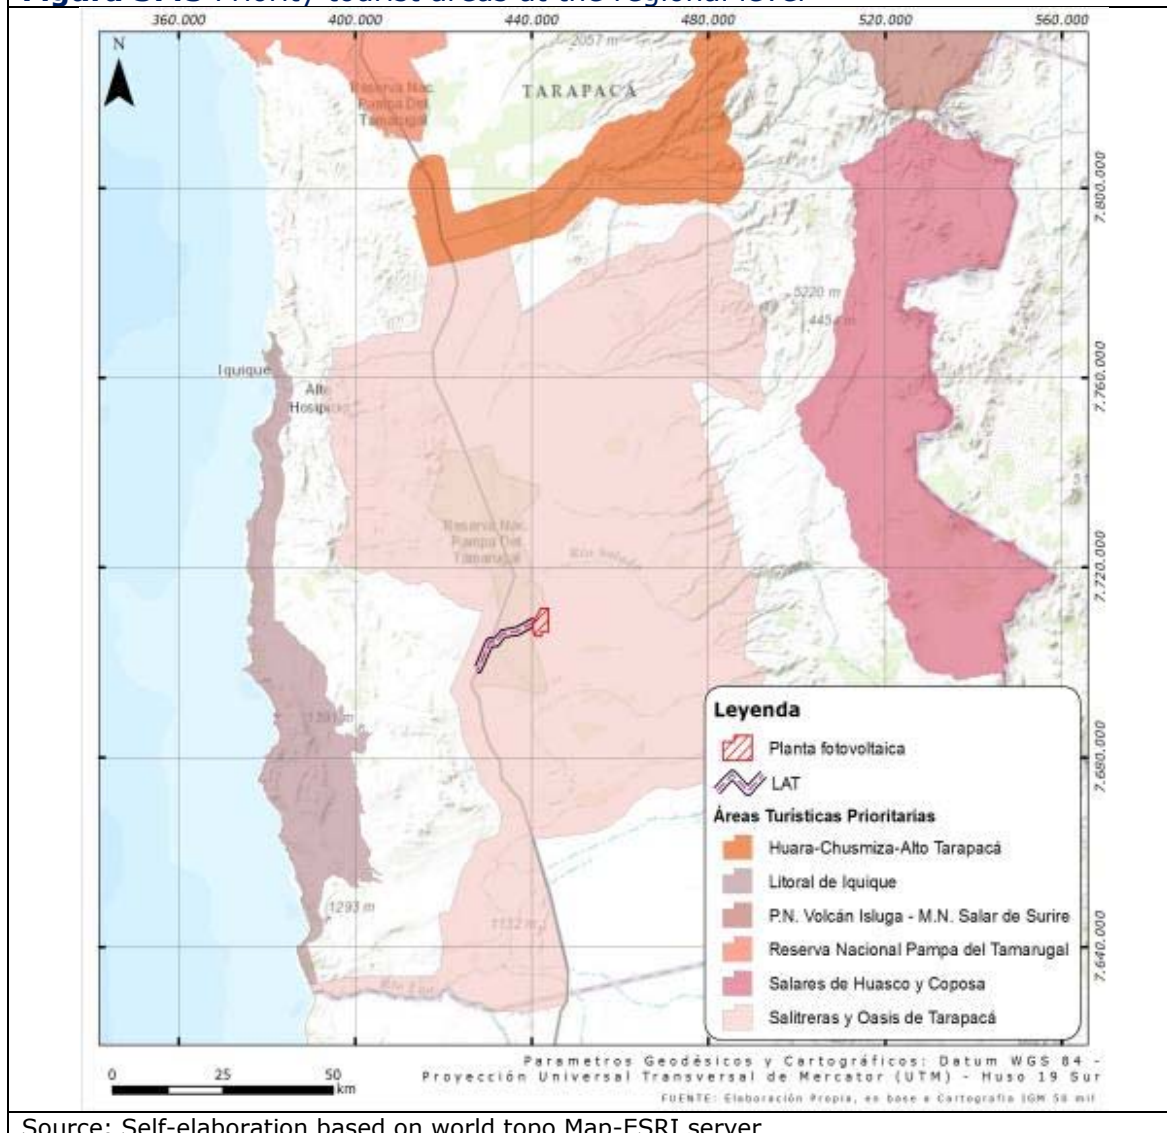 Priority tourist areas at the regional level
360.000 400.000 440.000 480.000 520.000 560.000
N
2057 m
TARAPACÁ
Reserva Nac.
Pampa Del
Tamarugal
7.800.000
5220 m
Iquique
7.760.000
Alto
Hospicio
Reserva Nac.
Pampa Del
Tamarugal
Río Salado
7.720.000
7.680.000
1293 m
1152 m
7.640.000
Leyenda
Planta fotovoltaica
LAT
Áreas Turísticas Prioritarias
Huara-Chusmiza-Alto Tarapacá
Litoral de Iquique
P.N. Volcán Isluga - M.N. Salar de Surire
Reserva Nacional Pampa del Tamarugal
Salares de Huasco y Coposa
Salitreras y Oasis de Tarapacá
0 25 50
km
Parametros Geodésicos y Cartográficos: Datum WGS 84 -
Proyección Universal Transversal de Mercator (UTM) - Huso 19 Sur
FUENTE: Elaboración Propia, en base a Cartografía IGM 50 mil
Source: Self-elaboration based on world topo Map-ESRI server